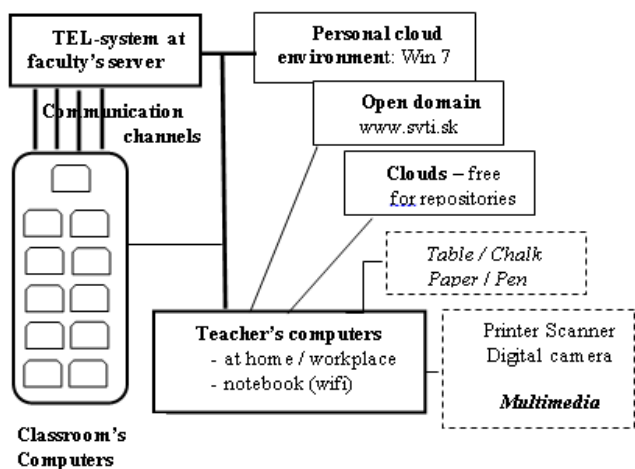 TEL-system at
faculty's server
Personal cloud
environment: Win 7
Communication
channels
Open domain
www.svti.sk
Clouds – free
for repositories
Table / Chalk
Paper / Pen
Teacher's computers
- at home / workplace
- notebook (wifi)
Printer Scanner
Digital camera
Multimedia
Classroom's
Computers